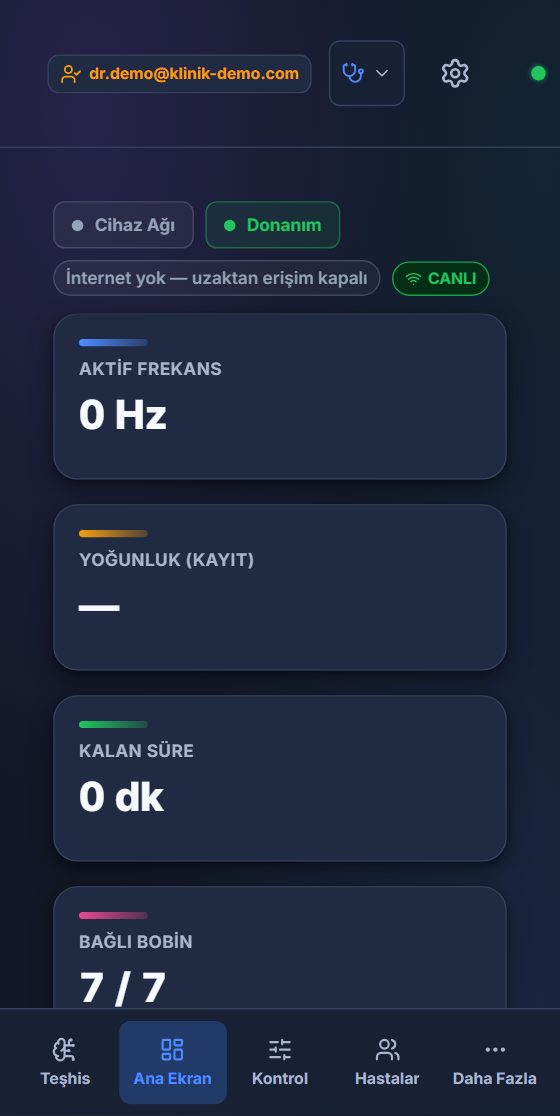 dr.demo@klinik-demo.com
Cihaz Ağı
Donanım
İnternet yok — uzaktan erişim kapalı
CANLI
AKTİF FREKANS
0 Hz
YOĞUNLUK (KAYIT)
—
KALAN SÜRE
0 dk
BAĞLI BOBİN
7 / 7
Teşhis
Ana Ekran
Kontrol
Hastalar
Daha Fazla